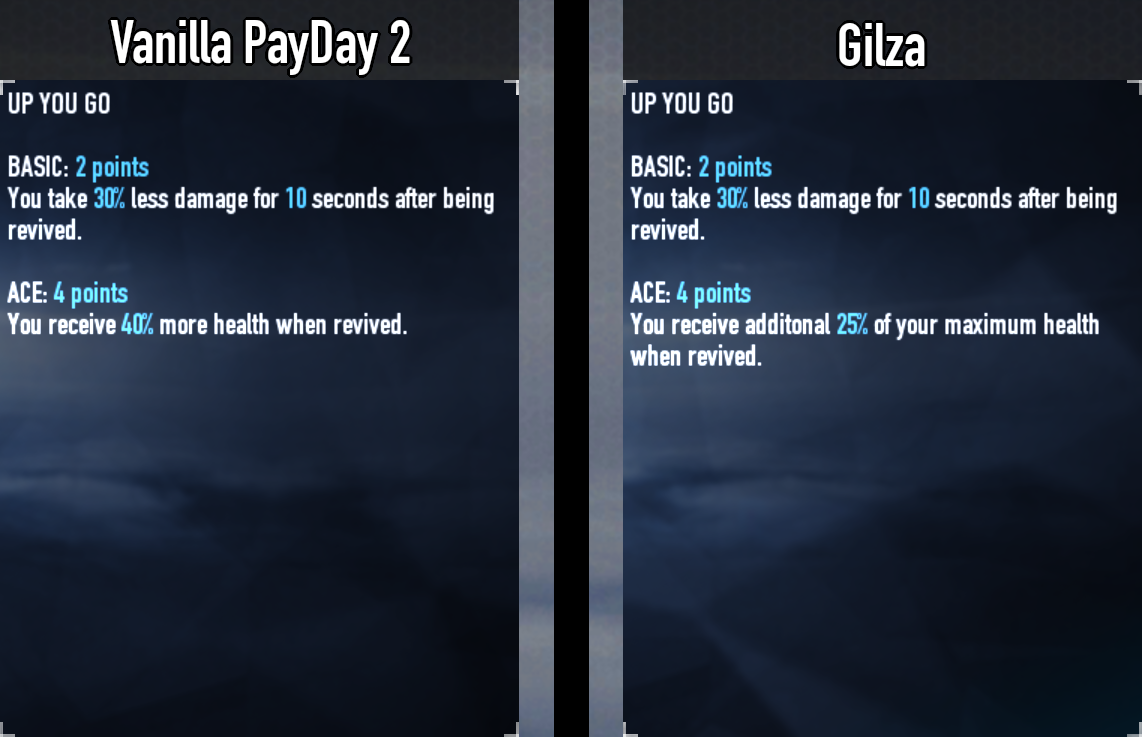 Vanilla PayDay 2
UP YOU GO
BASIC: 2 points
You take 30% less damage for 10 seconds after being
revived.
ACE: 4 points
You receive 40% more health when revived.
Gilza
UP YOU GO
BASIC: 2 points
You take 30% less damage for 10 seconds after being
revived.
ACE: 4 points
You receive additonal 25% of your maximum health
when revived.